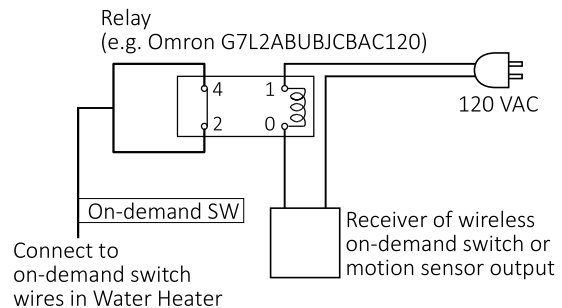 Relay
(e.g. Omron G7L2ABUBJCBAC120)
4 1
2 0
120 VAC
On-demand SW
Connect to
on-demand switch
wires in Water Heater
Receiver of wireless
on-demand switch or
motion sensor output